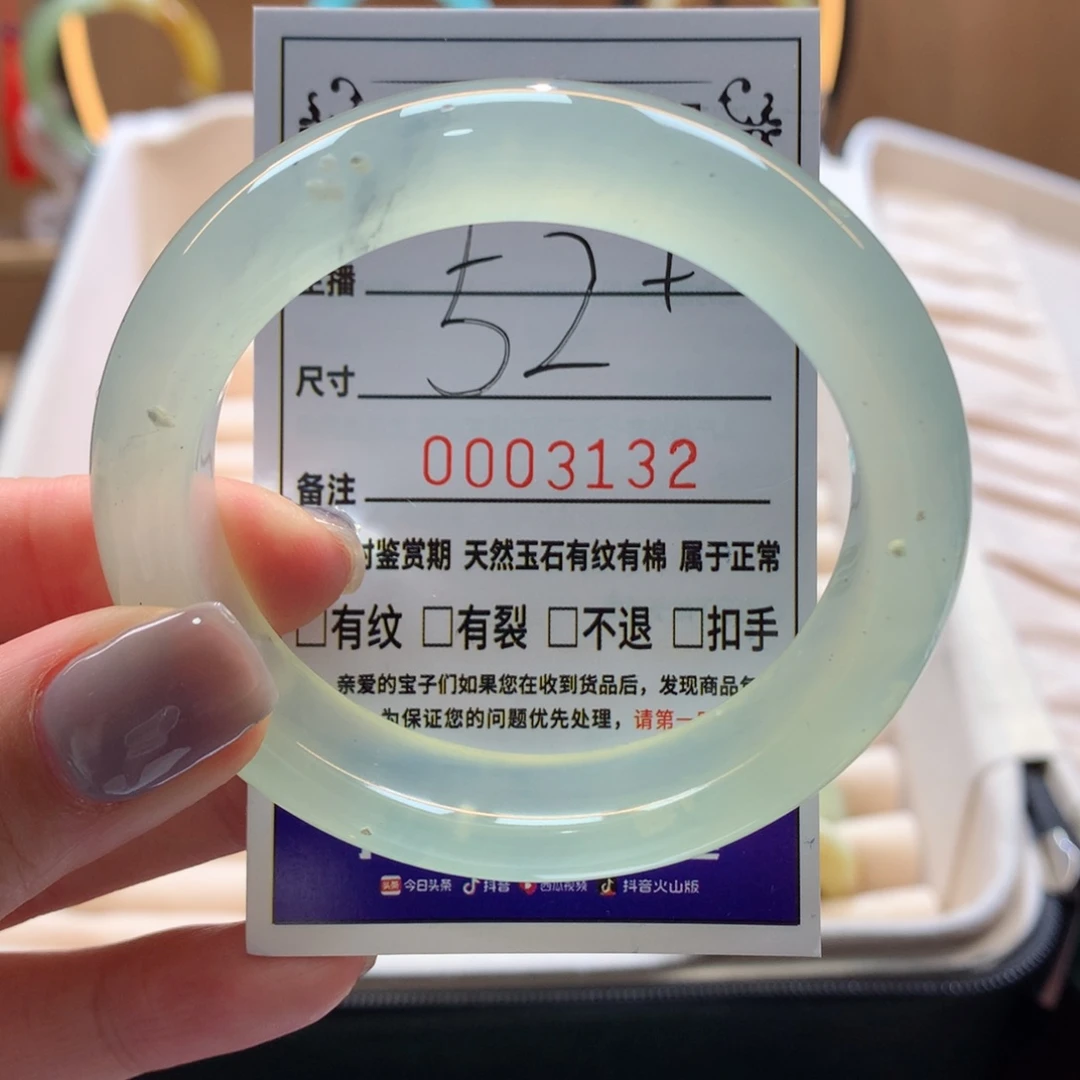 播
52+
尺寸
备注 0003132
鉴赏期 天然玉石有纹有棉 属于正常
□有纹 □有裂 □不退 □扣手
亲爱的宝子们如果您在收到货品后，发现商品
为保证您的问题优先处理，请第一
头条 今日头条 抖音 西瓜视频 抖音火山版